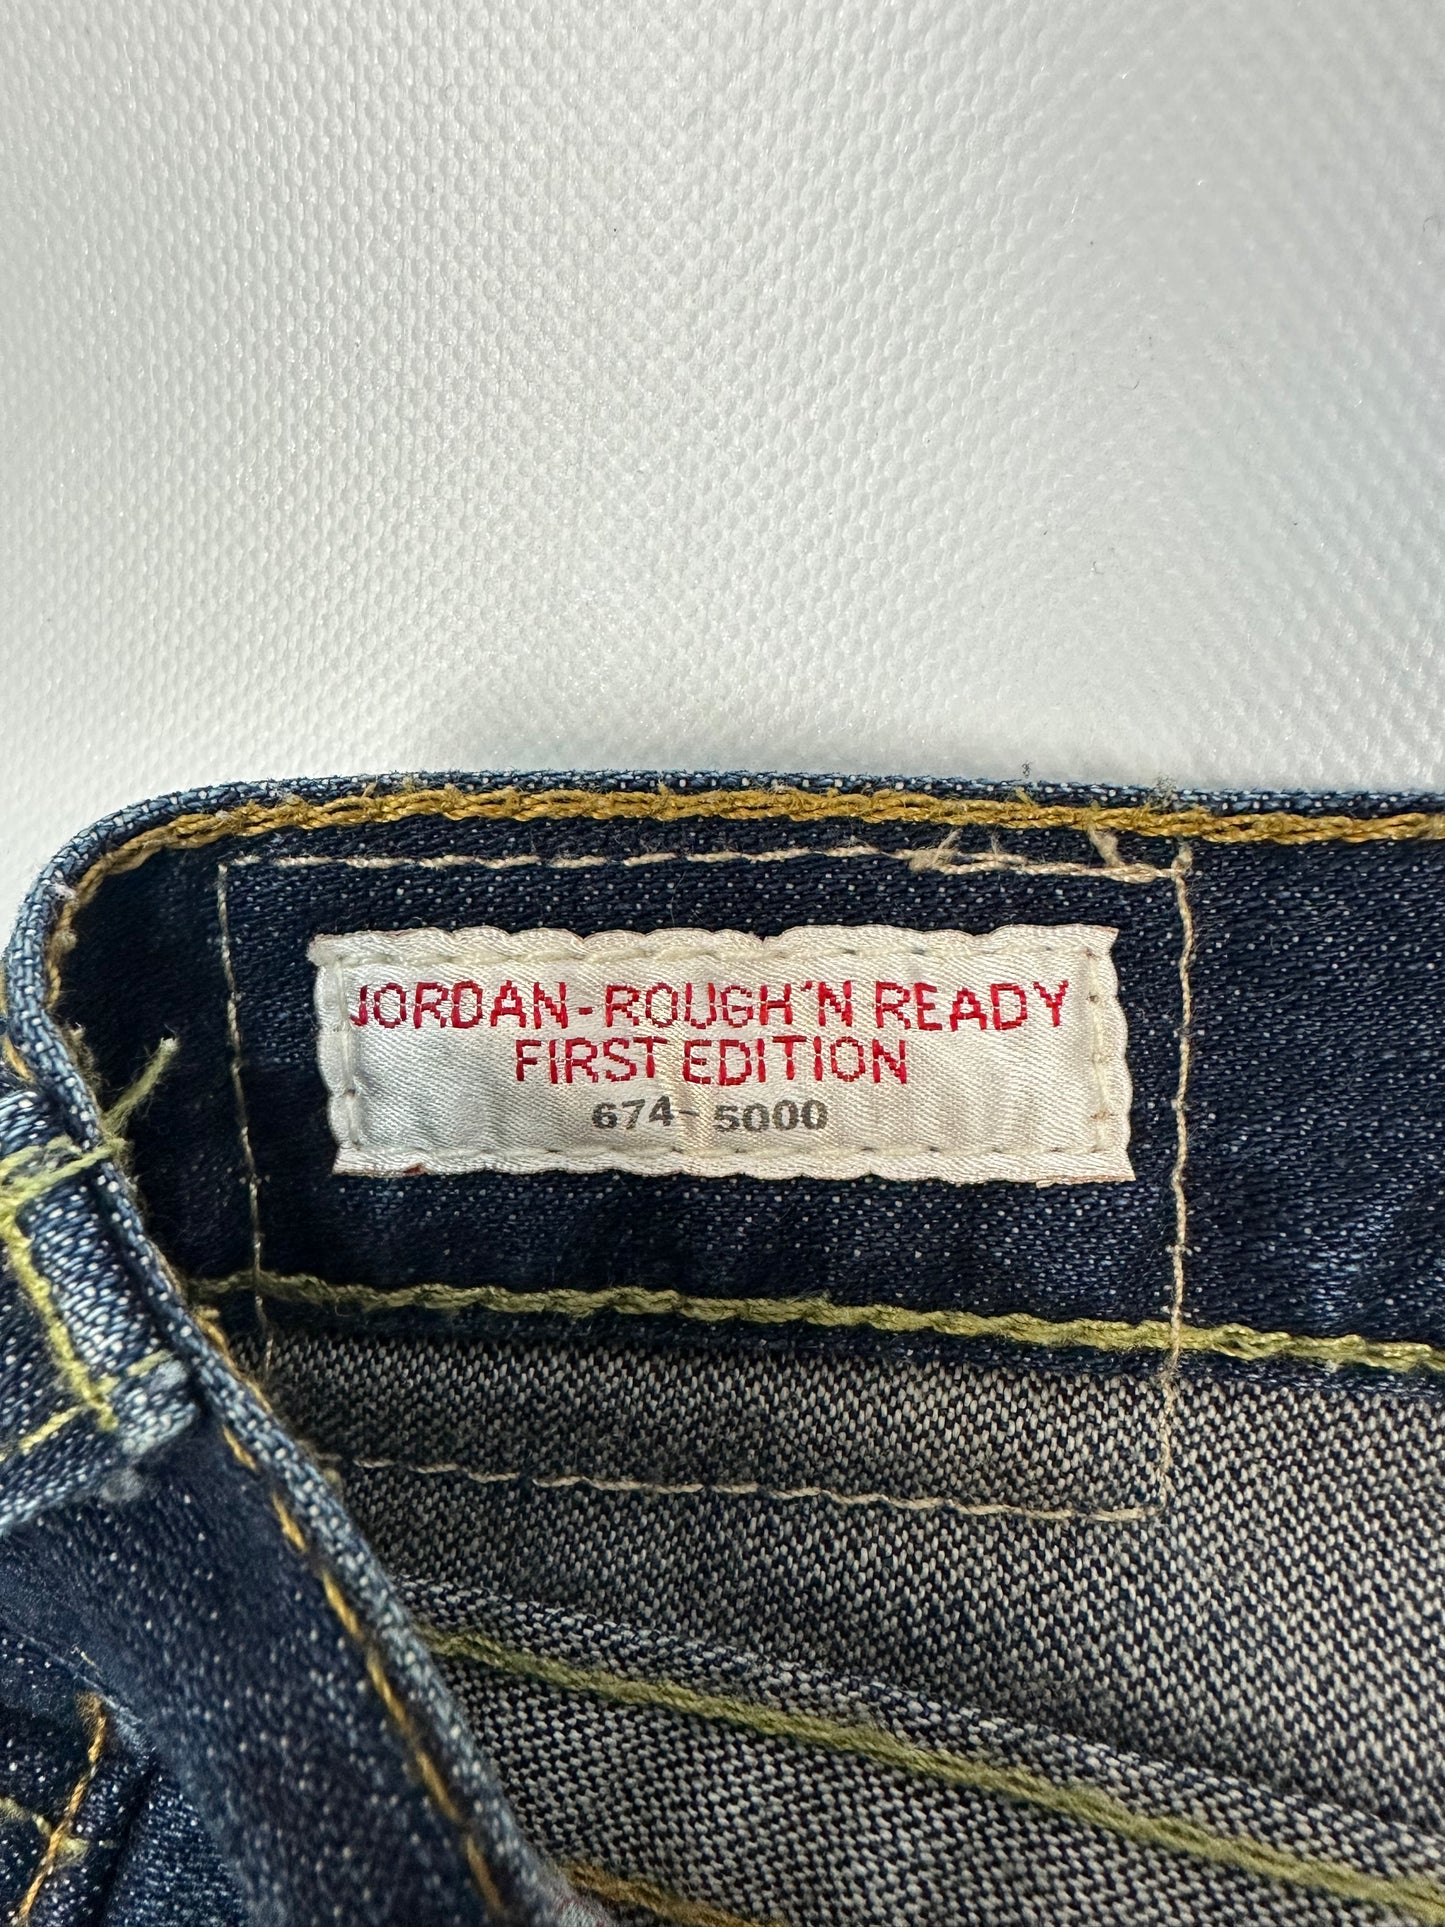 JORDAN-ROUGH'N READY
FIRST EDITION
674-5000